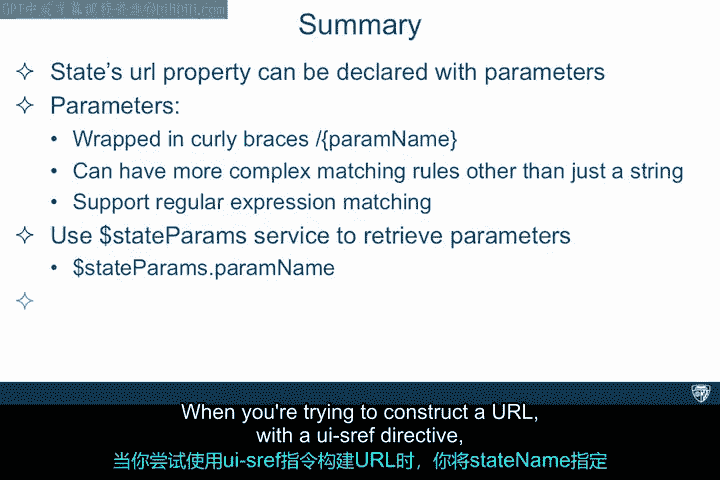 Summary
State's url property can be declared with parameters
Parameters:
Wrapped in curly braces /{paramName}
Can have more complex matching rules other than just a string
Support regular expression matching
Use $stateParams service to retrieve parameters
$stateParams.paramName
When you're trying to construct a URL,
with a ui-sref directive,
当你尝试使用ui-sref指令构建URL时，你将stateName指定